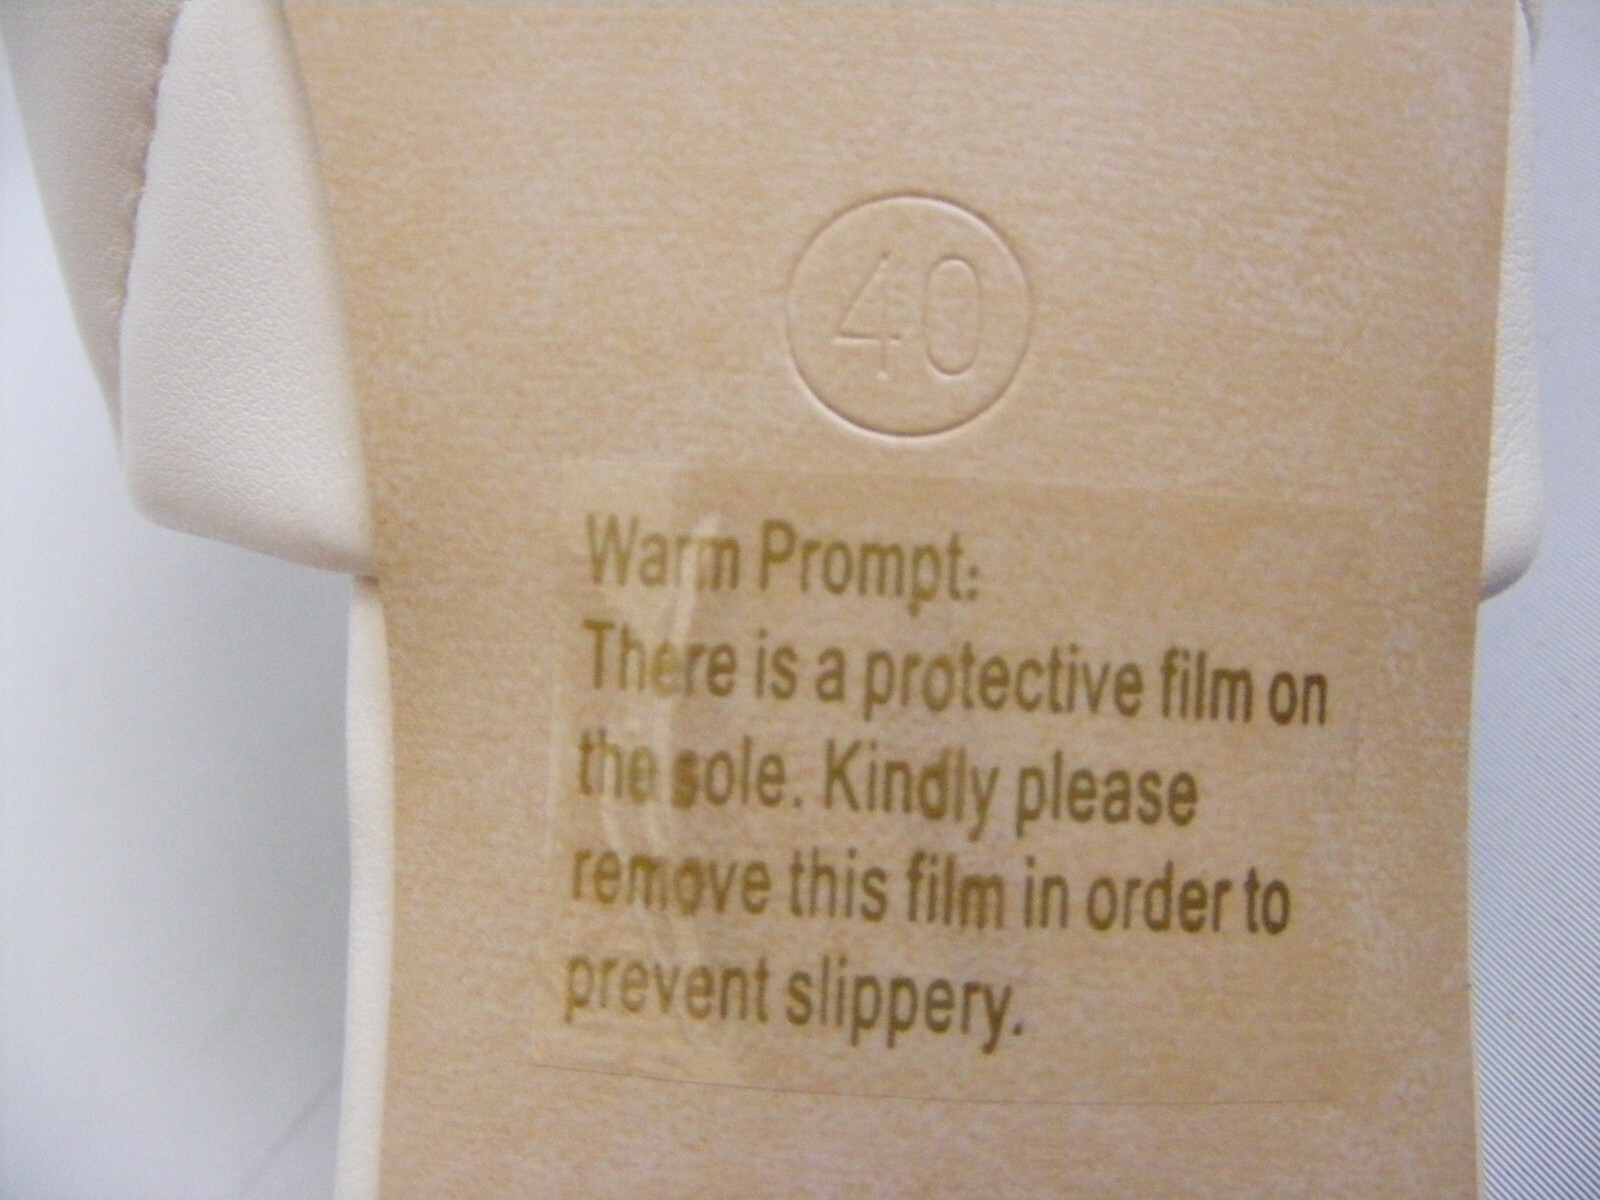 40
Warm Prompt:
There is a protective film on
the sole. Kindly please
remove this film in order to
prevent slippery.